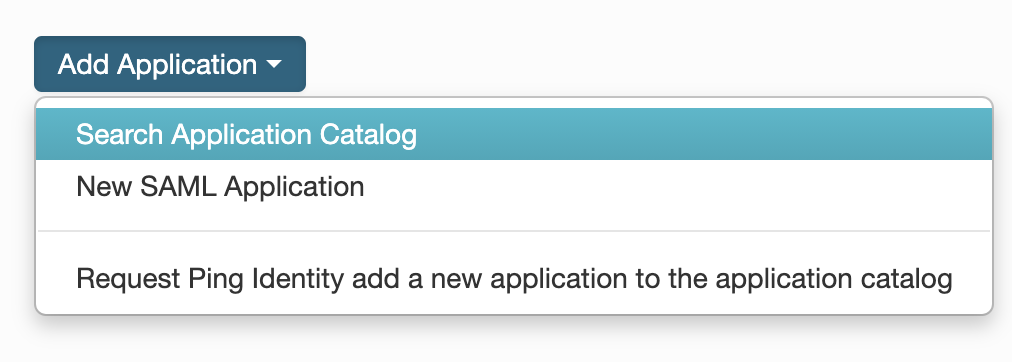 Add Application
Search Application Catalog
New SAML Application
Request Ping Identity add a new application to the application catalog